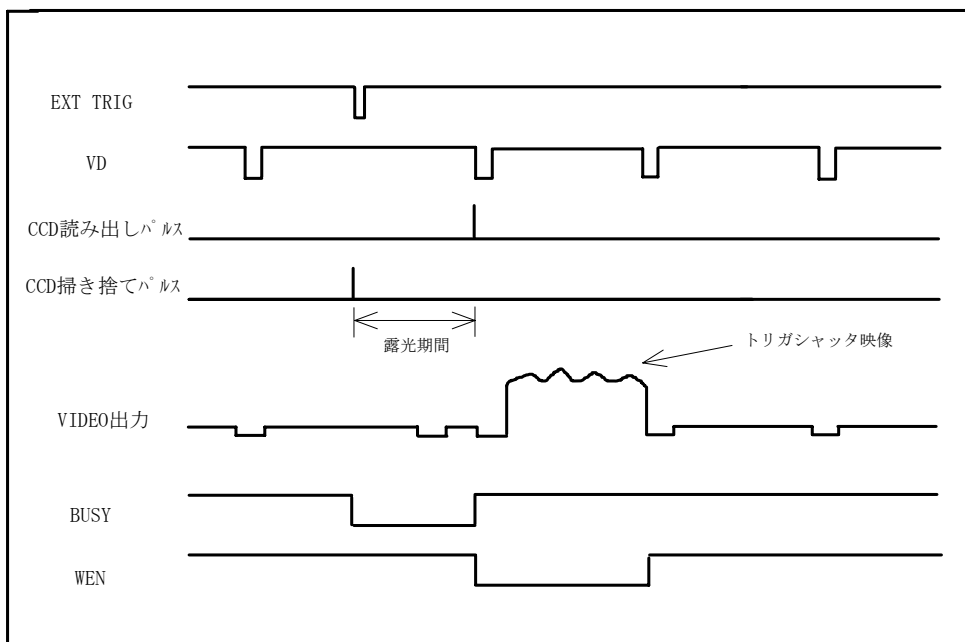 EXT TRIG
VD
CCD読み出しパルス
CCD掃き捨てパルス
露光期間
トリガシャッタ映像
VIDEO出力
BUSY
WEN